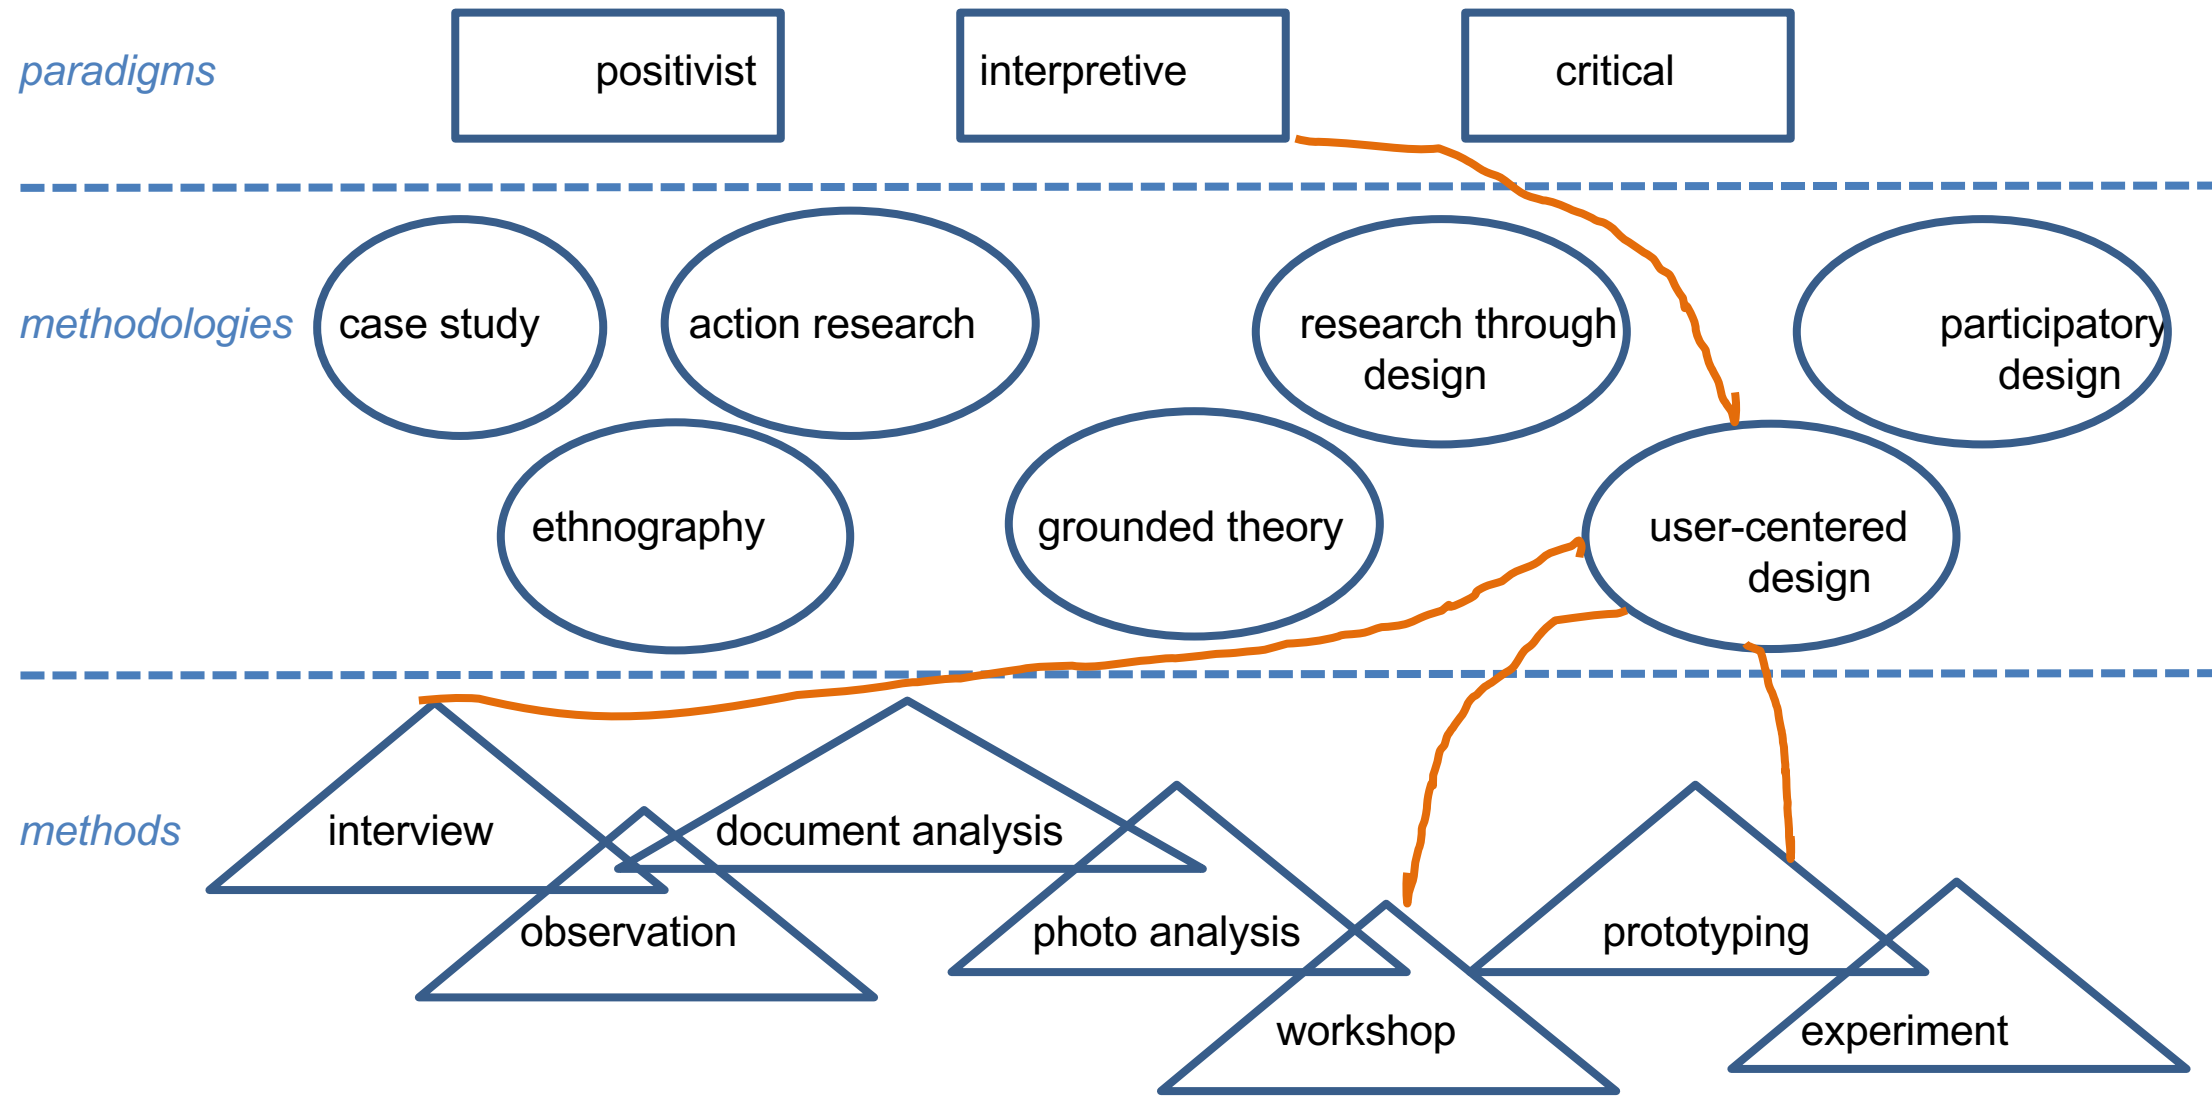 paradigms
positivist
interpretive
critical
methodologies
case study
action research
research through
design
participatory
design
ethnography
grounded theory
user-centered
design
methods
interview
document analysis
observation
photo analysis
prototyping
workshop
experiment